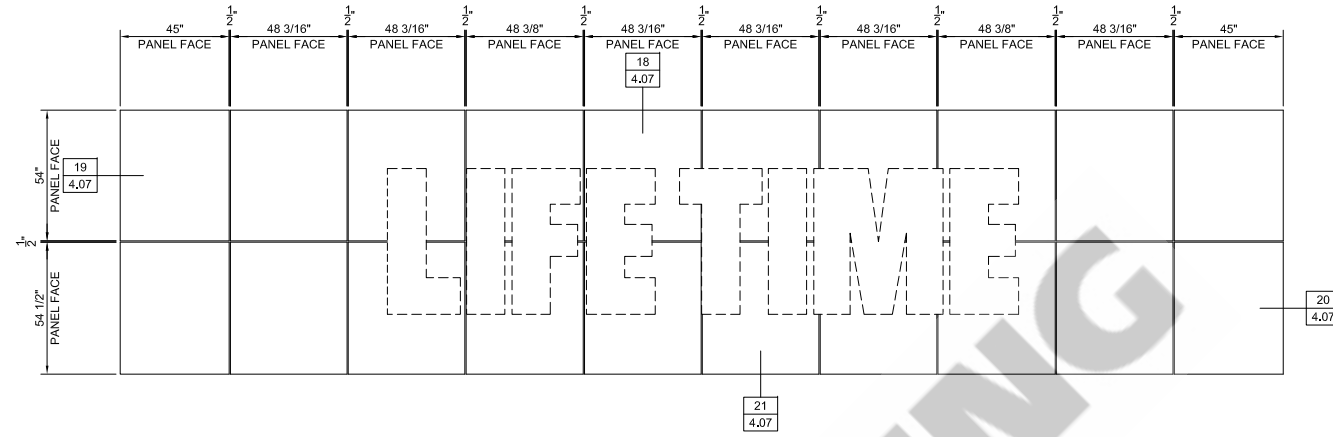 1/2" 1/2" 1/2" 1/2" 1/2" 1/2" 1/2" 1/2" 1/2"
45" 48 3/16" 48 3/16" 48 3/8" 48 3/16" 48 3/16" 48 3/16" 48 3/8" 48 3/16" 45"
PANEL FACE PANEL FACE PANEL FACE PANEL FACE PANEL FACE PANEL FACE PANEL FACE PANEL FACE PANEL FACE PANEL FACE
18
4.07
54"
PANEL FACE
19
4.07
LIFETIME
1/2"
54 1/2"
PANEL FACE
20
4.07
21
4.07